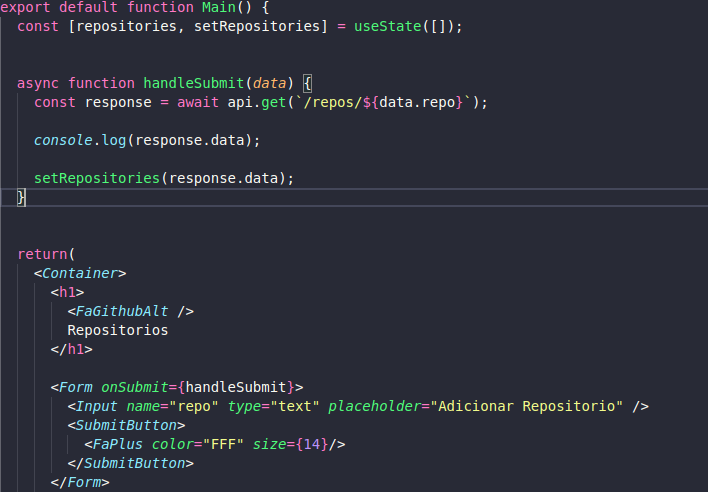 export default function Main() {
const [repositories, setRepositories] = useState([]);
async function handleSubmit(data) {
const response = await api.get(`/repos/${data.repo}`);
console.log(response.data);
setRepositories(response.data);
}
return(
<Container>
<h1>
<FaGithubAlt />
Repositorios
</h1>
<Form onSubmit={handleSubmit}>
<Input name="repo" type="text" placeholder="Adicionar Repositorio" />
<SubmitButton>
<FaPlus color="FFF" size={14}/>
</SubmitButton>
</Form>